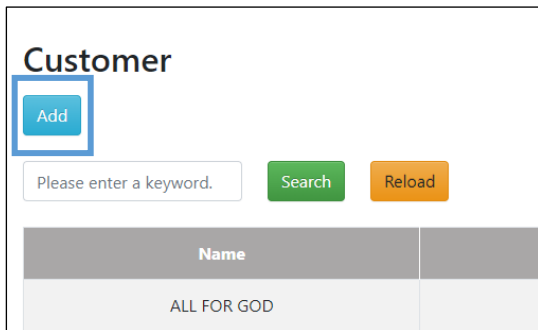 Customer
Add
Please enter a keyword. Search Reload
Name
ALL FOR GOD